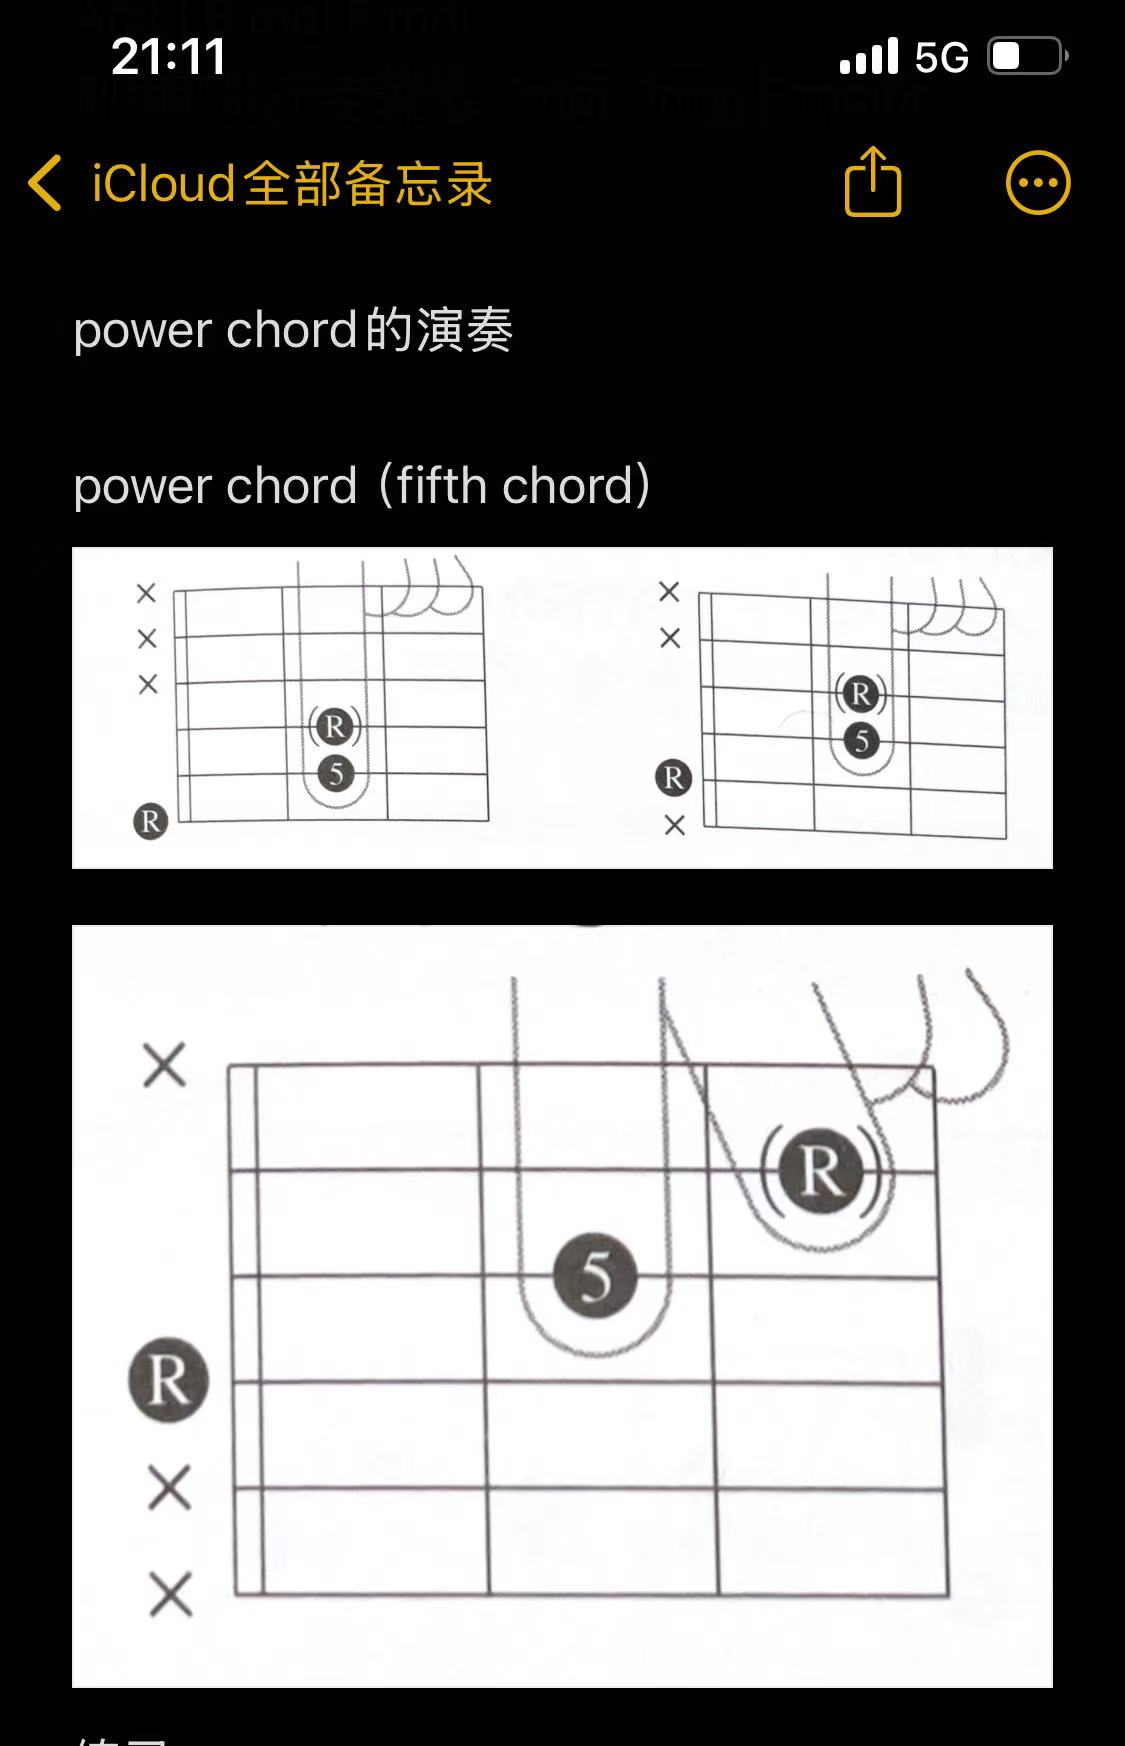 21:11 5G
iCloud全部备忘录
power chord的演奏
power chord (fifth chord)
× ×
× ×
× (R)
(R) 5
5 R
R ×
×
(R)
5
R
×
×